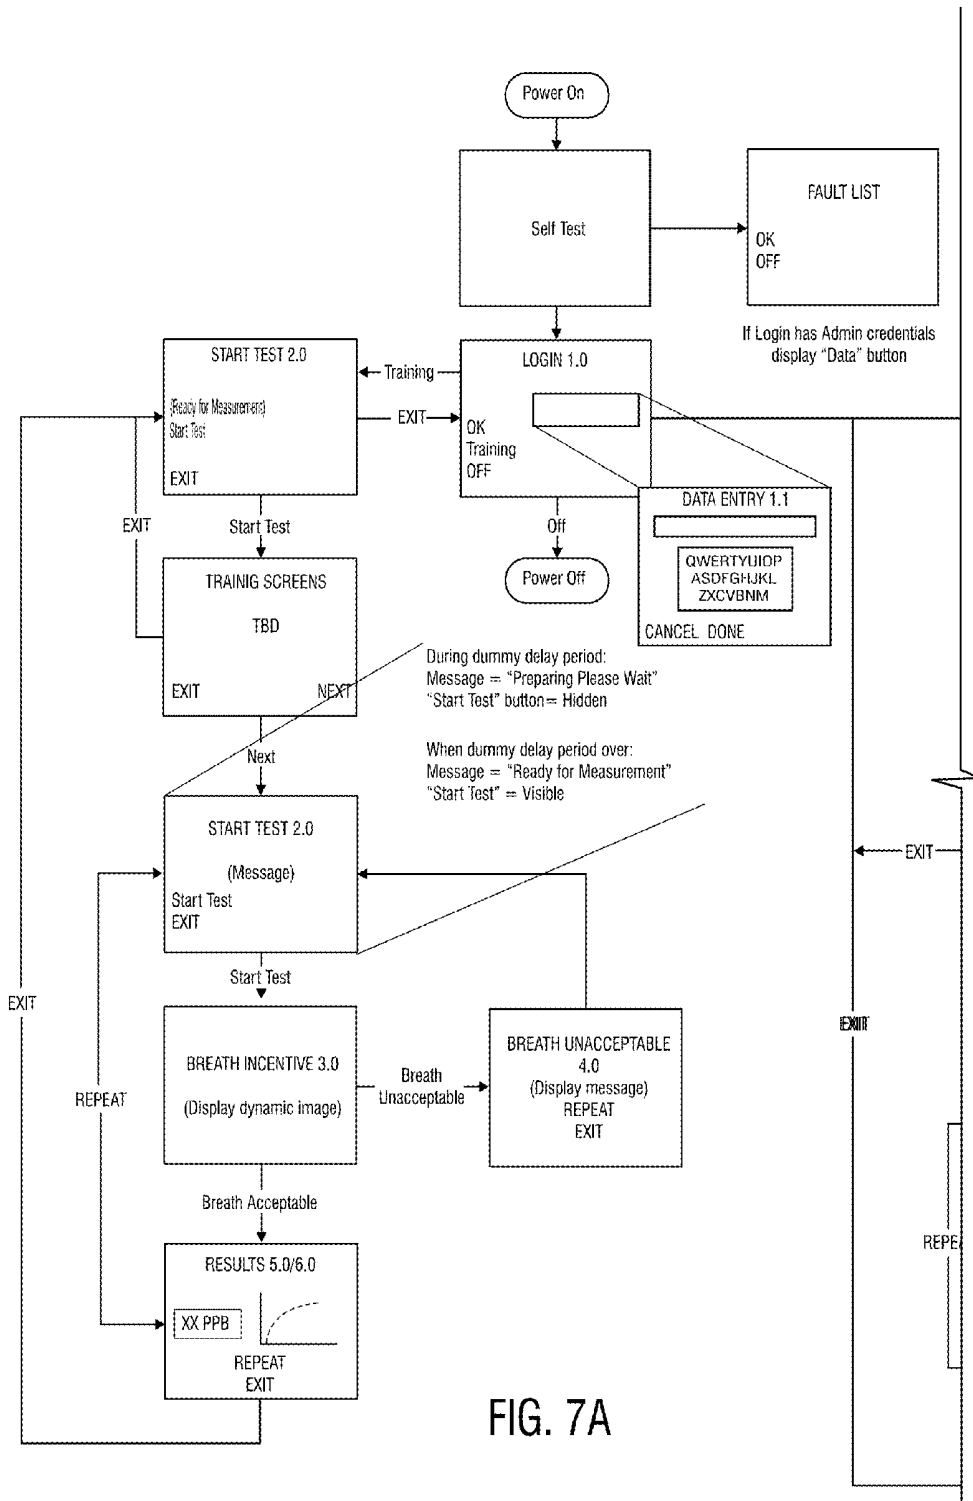 Power On
Self Test
FAULT LIST
OK
OFF
If Login has Admin credentials
display “Data” button
START TEST 2.0
(Ready for Measurement)
Start Test
EXIT
Training
EXIT
LOGIN 1.0
OK
Training
OFF
DATA ENTRY 1.1
QWERTYUIOP
ASDFGHJKL
ZXCVBNM
CANCEL DONE
Off
Power Off
Start Test
EXIT
TRAINIG SCREENS
TBD
EXIT NEXT
During dummy delay period:
Message = “Preparing Please Wait”
“Start Test” button= Hidden
When dummy delay period over:
Message = “Ready for Measurement”
“Start Test” = Visible
Next
START TEST 2.0
(Message)
Start Test
EXIT
EXIT
Start Test
EXIT
EXIT
BREATH INCENTIVE 3.0
(Display dynamic image)
Breath
Unacceptable
BREATH UNACCEPTABLE
4.0
(Display message)
REPEAT
EXIT
REPEAT
Breath Acceptable
REPEA
RESULTS 5.0/6.0
XX PPB
REPEAT
EXIT
FIG. 7A